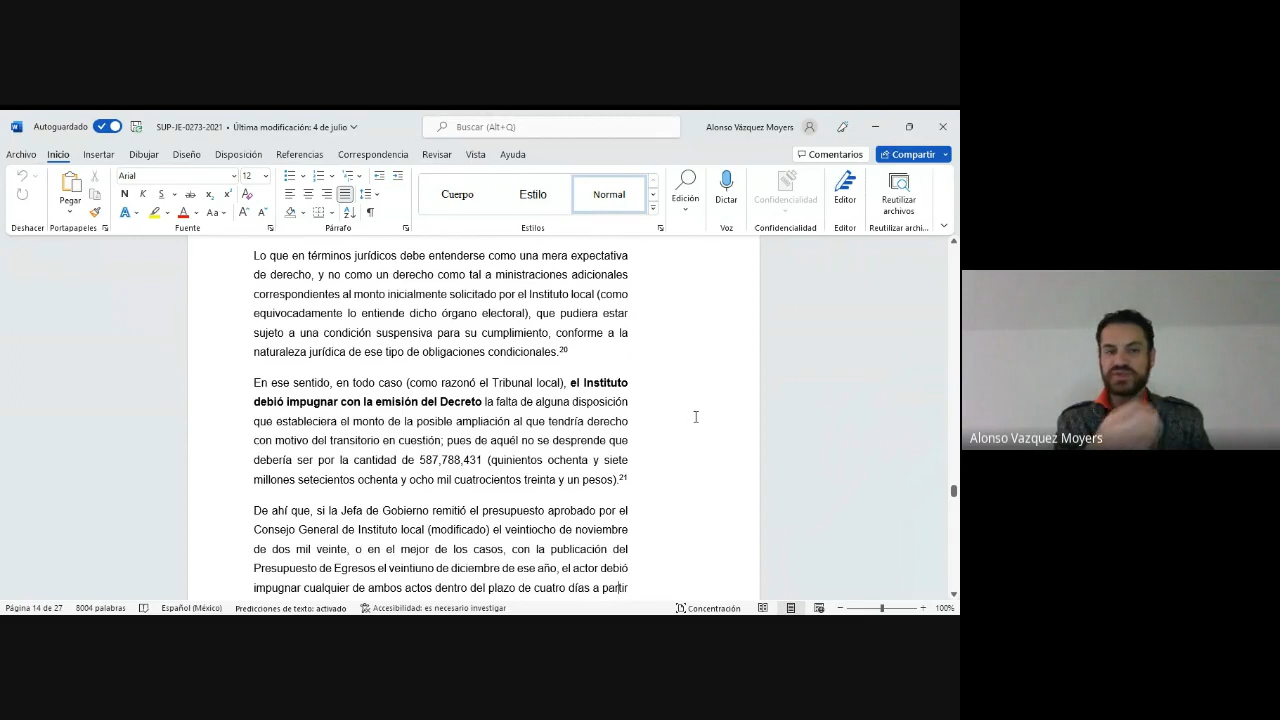 Autoguardado
SUP-JE-0273-2021 • Última modificación: 4 de julio
Buscar (Alt+Q)
Alonso Vázquez Moyers
Archivo Inicio Insertar Dibujar Diseño Disposición Referencias Correspondencia Revisar Vista Ayuda
Comentarios Compartir
Pegar
Arial 12
N K S ab x₂ x²
A A Aa A A
Cuerpo Estilo Normal
Edición Dictar Confidencialidad Editor Reutilizar archivos
Deshacer Portapapeles Fuente Párrafo Estilos Voz Confidencialidad Editor Reutilizar archi...
Lo que en términos jurídicos debe entenderse como una mera expectativa
de derecho, y no como un derecho como tal a ministraciones adicionales
correspondientes al monto inicialmente solicitado por el Instituto local (como
equivocadamente lo entiende dicho órgano electoral), que pudiera estar
sujeto a una condición suspensiva para su cumplimiento, conforme a la
naturaleza jurídica de ese tipo de obligaciones condicionales.20
En ese sentido, en todo caso (como razonó el Tribunal local), el Instituto
debió impugnar con la emisión del Decreto la falta de alguna disposición
que estableciera el monto de la posible ampliación al que tendría derecho
con motivo del transitorio en cuestión; pues de aquél no se desprende que
debería ser por la cantidad de 587,788,431 (quinientos ochenta y siete
millones setecientos ochenta y ocho mil cuatrocientos treinta y un pesos).21
De ahí que, si la Jefa de Gobierno remitió el presupuesto aprobado por el
Consejo General de Instituto local (modificado) el veintiocho de noviembre
de dos mil veinte, o en el mejor de los casos, con la publicación del
Presupuesto de Egresos el veintiuno de diciembre de ese año, el actor debió
impugnar cualquier de ambos actos dentro del plazo de cuatro días a partir
Página 14 de 27 8004 palabras Español (México) Predicciones de texto: activado Accesibilidad: es necesario investigar Concentración 100%
Alonso Vazquez Moyers